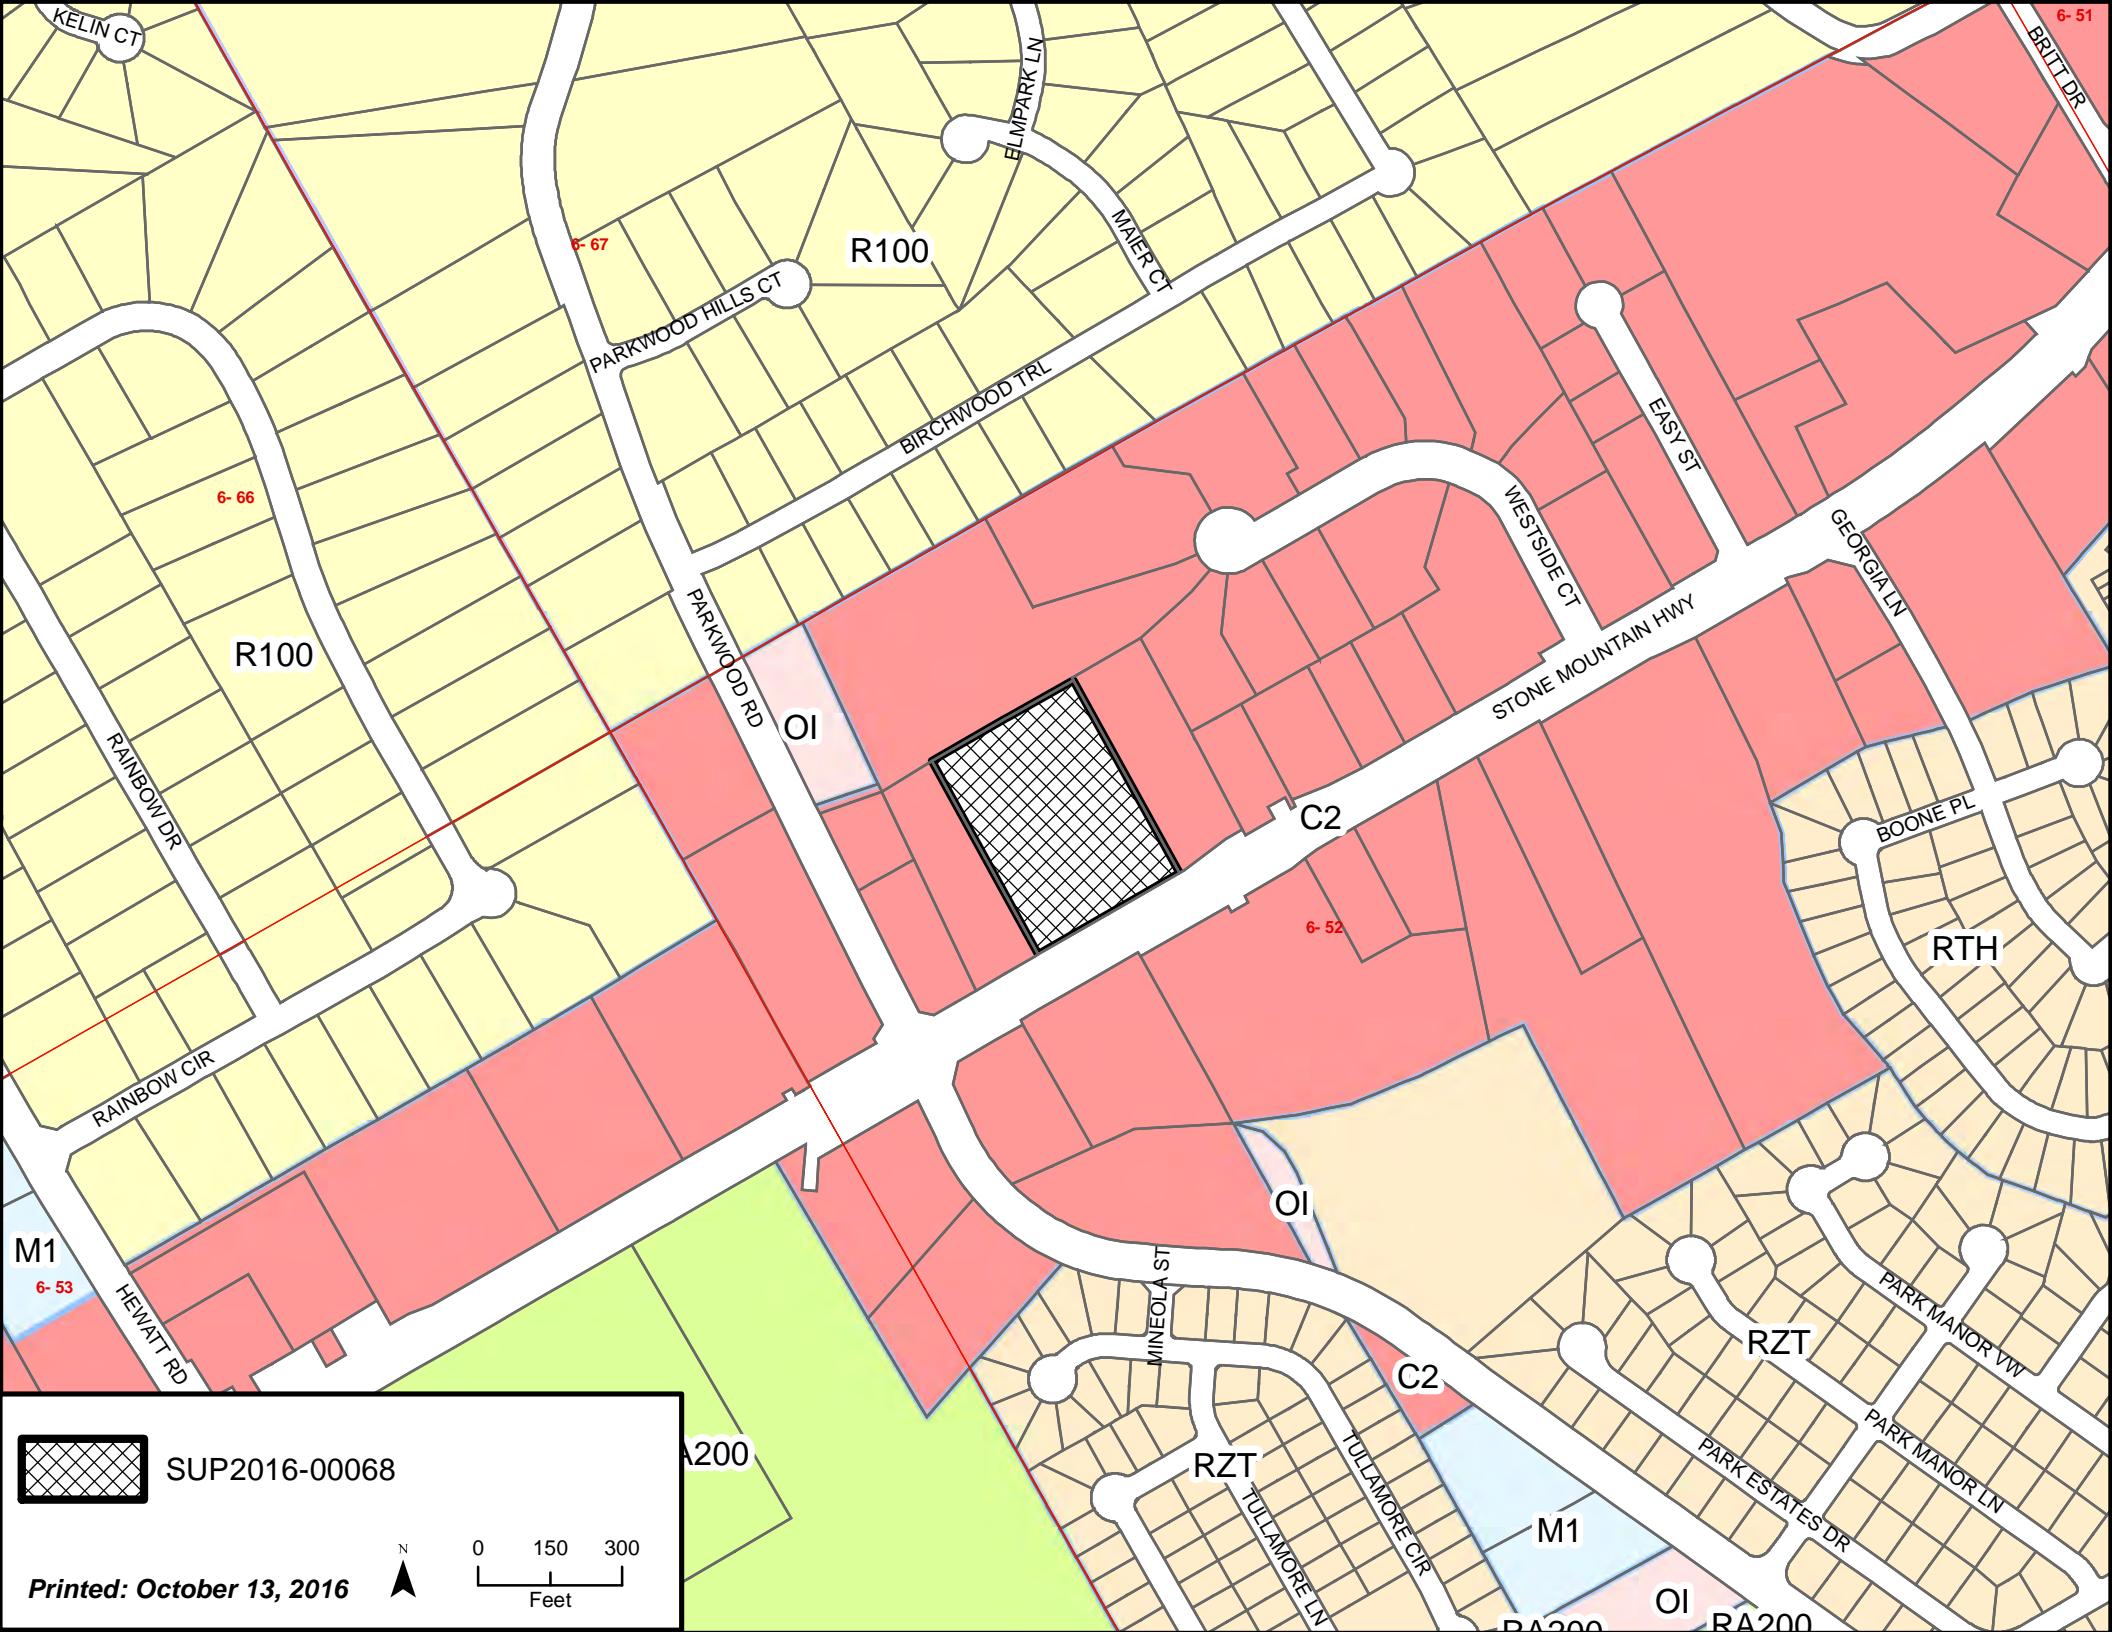 KELIN CT
6- 51
BRITT DR
ELMPARK LN
6- 67
R100
MAIER CT
PARKWOOD HILLS CT
BIRCHWOOD TRL
EASY ST
6- 66
WESTSIDE CT
GEORGIA LN
R100
PARKWOOD RD
STONE MOUNTAIN HWY
OI
RAINBOW DR
C2
BOONE PL
6- 52
RTH
RAINBOW CIR
OI
M1
6- 53
HEWATT RD
MINEOLA ST
PARK MANOR VW
RZT
C2
PARK MANOR LN
A200
RZT
TULLAMORE CIR
PARK ESTATES DR
TULLAMORE LN
M1
OI
RA200
RA200
SUP2016-00068
N
0 150 300
Feet
Printed: October 13, 2016